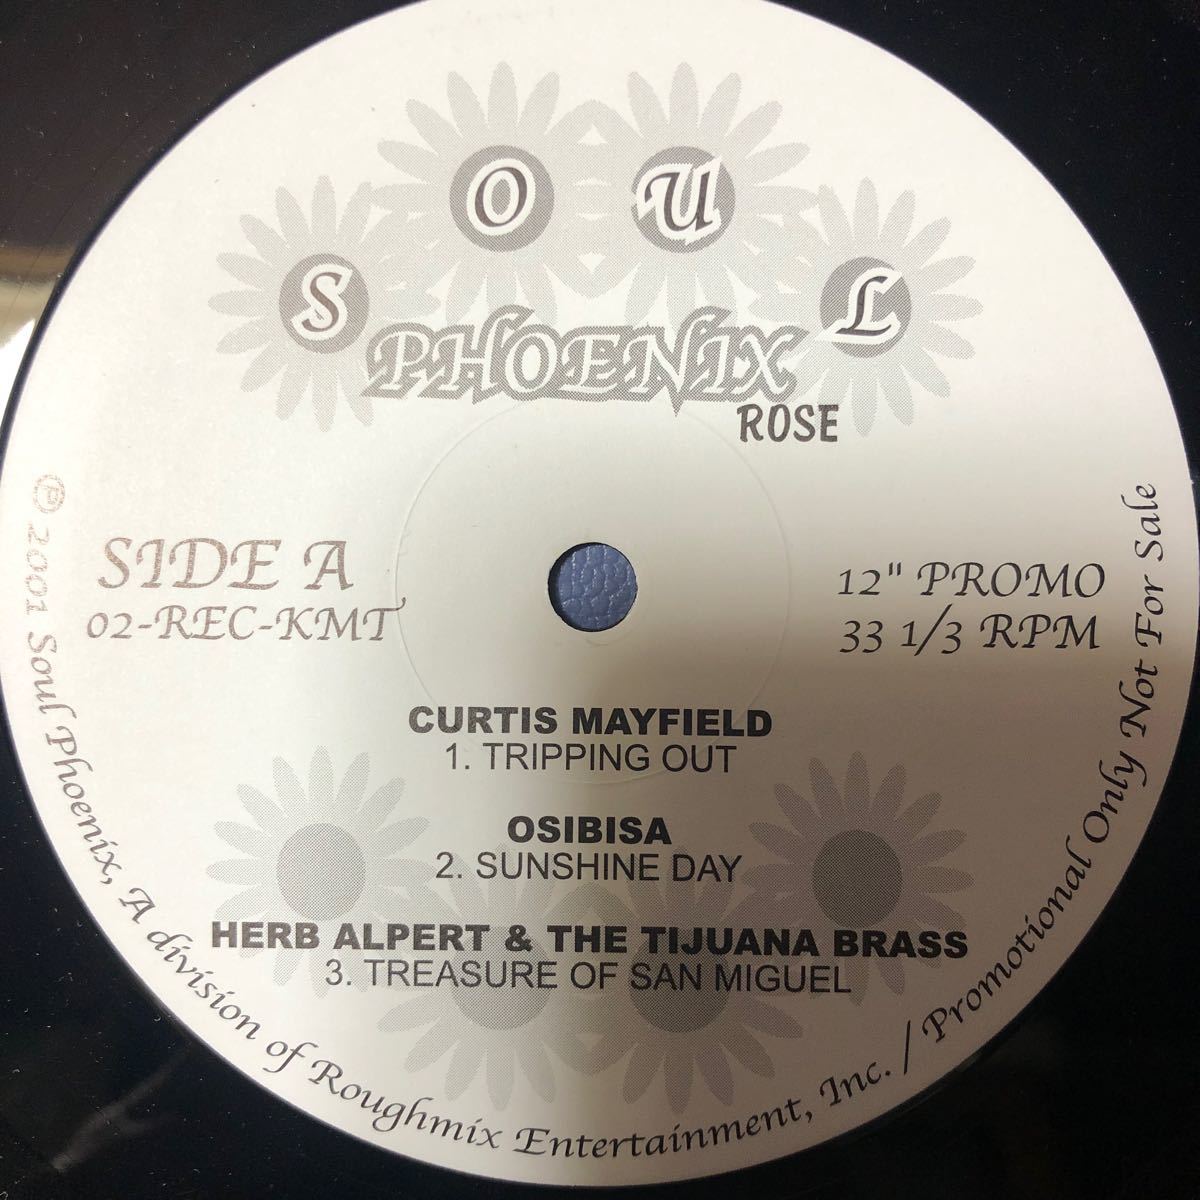 SOUL
PHOENIX
ROSE
SIDE A
02-REC-KMT
12" PROMO
33 1/3 RPM
CURTIS MAYFIELD
1. TRIPPING OUT
OSIBISA
2. SUNSHINE DAY
HERB ALPERT & THE TIJUANA BRASS
3. TREASURE OF SAN MIGUEL
℗ 2001 Soul Phoenix, A division of Roughmix Entertainment, Inc. / Promotional Only Not For Sale